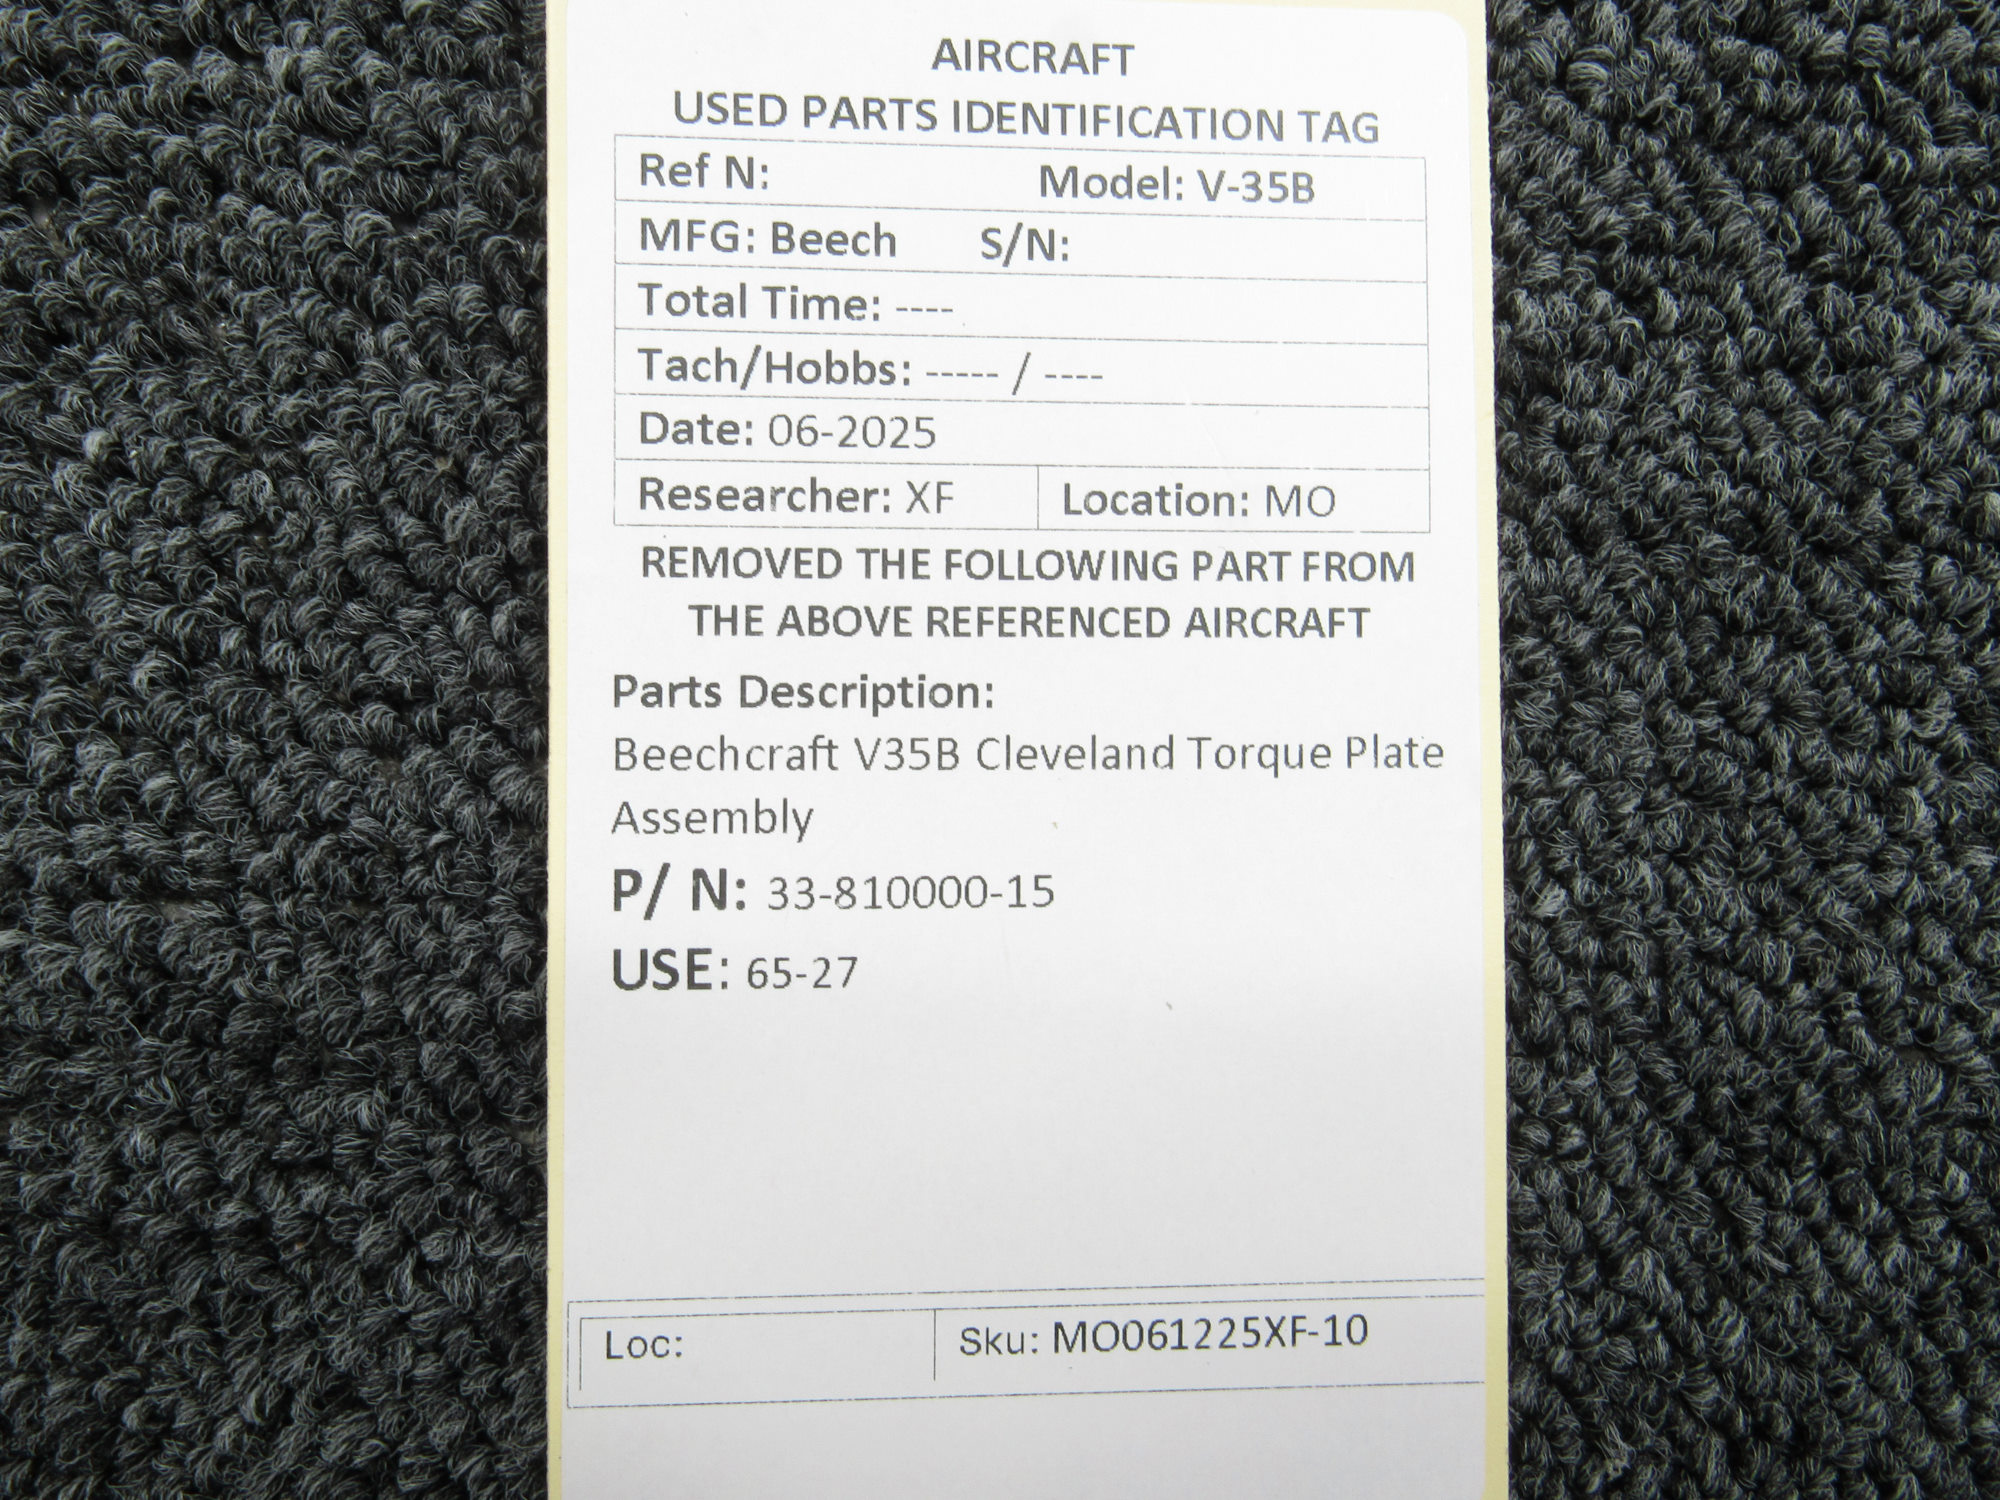 AIRCRAFT
USED PARTS IDENTIFICATION TAG
Ref N: Model: V-35B
MFG: Beech S/N:
Total Time: ----
Tach/Hobbs: ----- / ----
Date: 06-2025
Researcher: XF Location: MO
REMOVED THE FOLLOWING PART FROM
THE ABOVE REFERENCED AIRCRAFT
Parts Description:
Beechcraft V35B Cleveland Torque Plate
Assembly
P/ N: 33-810000-15
USE: 65-27
Loc: Sku: MO061225XF-10